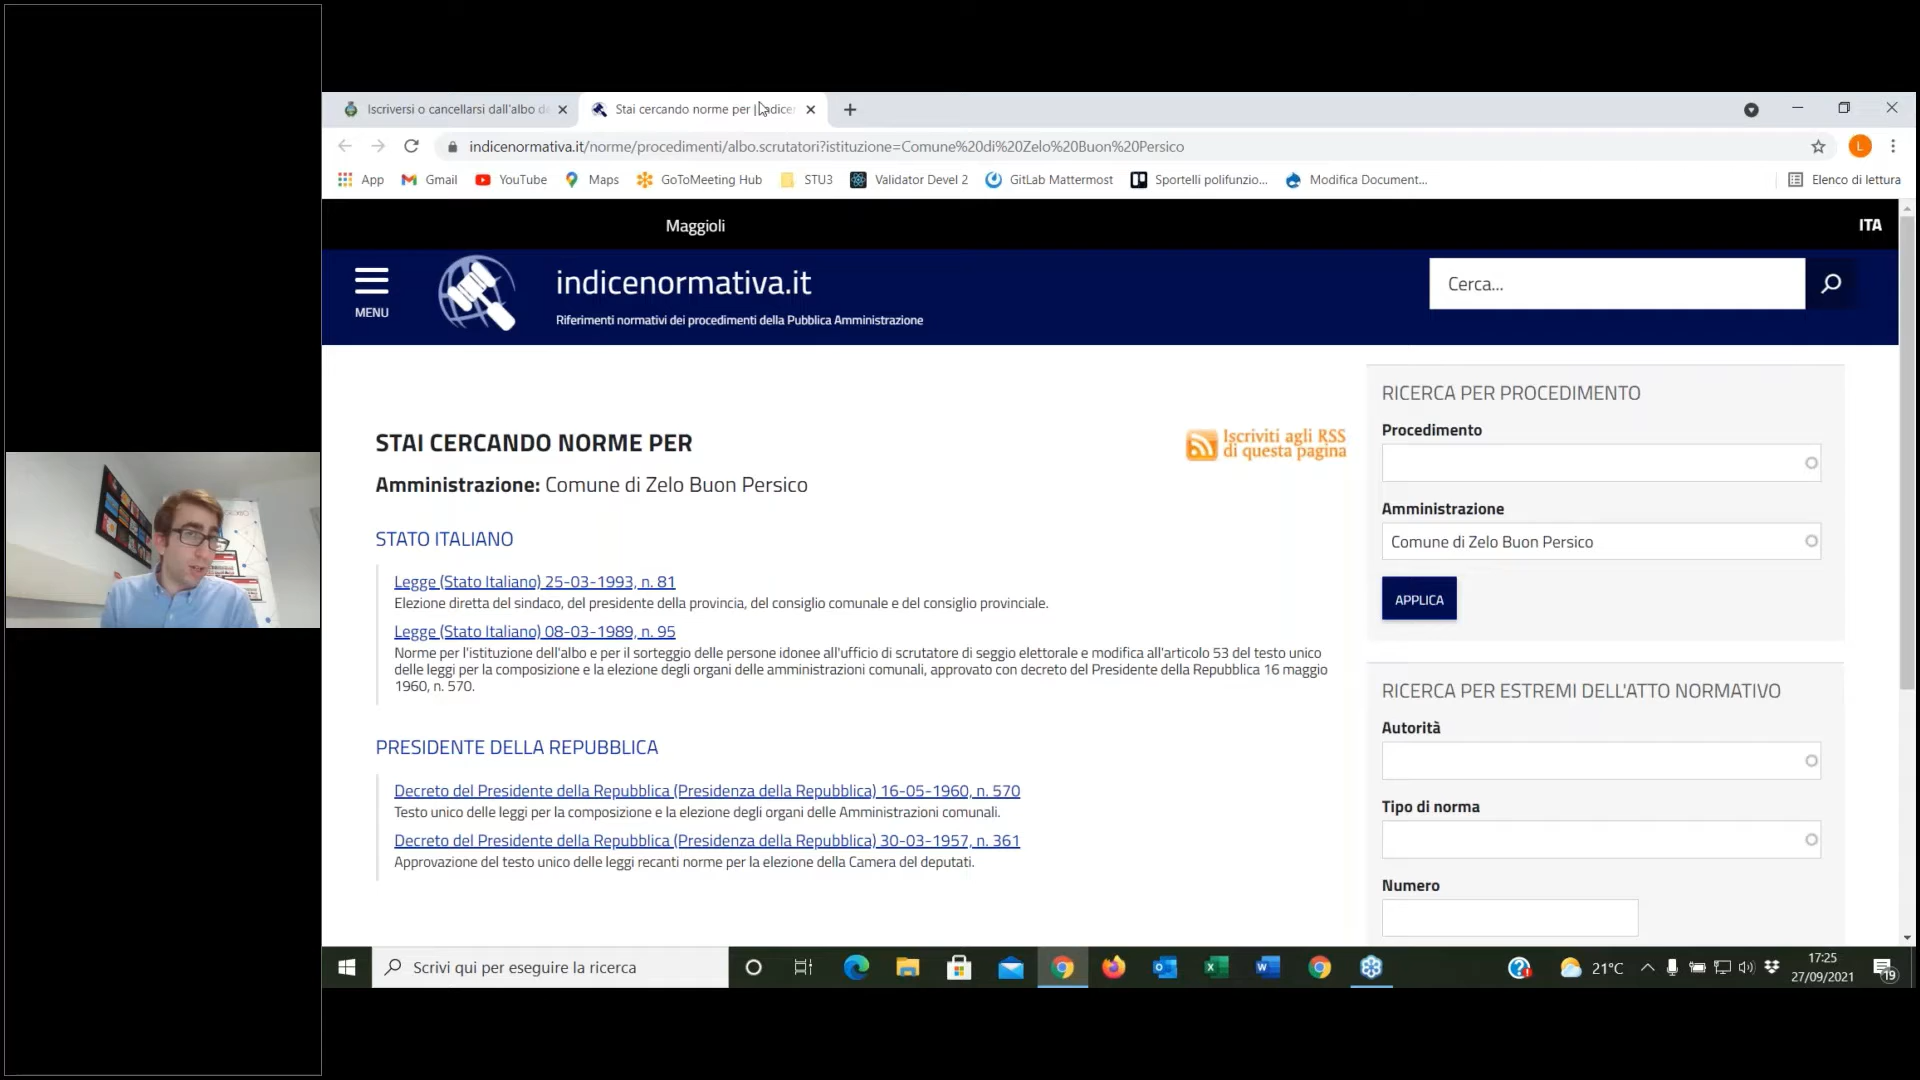 Iscriversi o cancellarsi dall'albo de
Stai cercando norme per | Indicen
indicenormativa.it/norme/procedimenti/albo.scrutatori?istituzione=Comune%20di%20Zelo%20Buon%20Persico
L
App
Gmail
YouTube
Maps
GoToMeeting Hub
STU3
Validator Devel 2
GitLab Mattermost
Sportelli polifunzio...
Modifica Document...
Elenco di lettura
Maggioli
ITA
MENU
indicenormativa.it
Riferimenti normativi dei procedimenti della Pubblica Amministrazione
Cerca...
STAI CERCANDO NORME PER
Iscriviti agli RSS
di questa pagina
Amministrazione: Comune di Zelo Buon Persico
STATO ITALIANO
Legge (Stato Italiano) 25-03-1993, n. 81
Elezione diretta del sindaco, del presidente della provincia, del consiglio comunale e del consiglio provinciale.
Legge (Stato Italiano) 08-03-1989, n. 95
Norme per l'istituzione dell'albo e per il sorteggio delle persone idonee all'ufficio di scrutatore di seggio elettorale e modifica all'articolo 53 del testo unico
delle leggi per la composizione e la elezione degli organi delle amministrazioni comunali, approvato con decreto del Presidente della Repubblica 16 maggio
1960, n. 570.
PRESIDENTE DELLA REPUBBLICA
Decreto del Presidente della Repubblica (Presidenza della Repubblica) 16-05-1960, n. 570
Testo unico delle leggi per la composizione e la elezione degli organi delle Amministrazioni comunali.
Decreto del Presidente della Repubblica (Presidenza della Repubblica) 30-03-1957, n. 361
Approvazione del testo unico delle leggi recanti norme per la elezione della Camera dei deputati.
RICERCA PER PROCEDIMENTO
Procedimento
Amministrazione
Comune di Zelo Buon Persico
APPLICA
RICERCA PER ESTREMI DELL'ATTO NORMATIVO
Autorità
Tipo di norma
Numero
Scrivi qui per eseguire la ricerca
21°C
17:25
27/09/2021
19